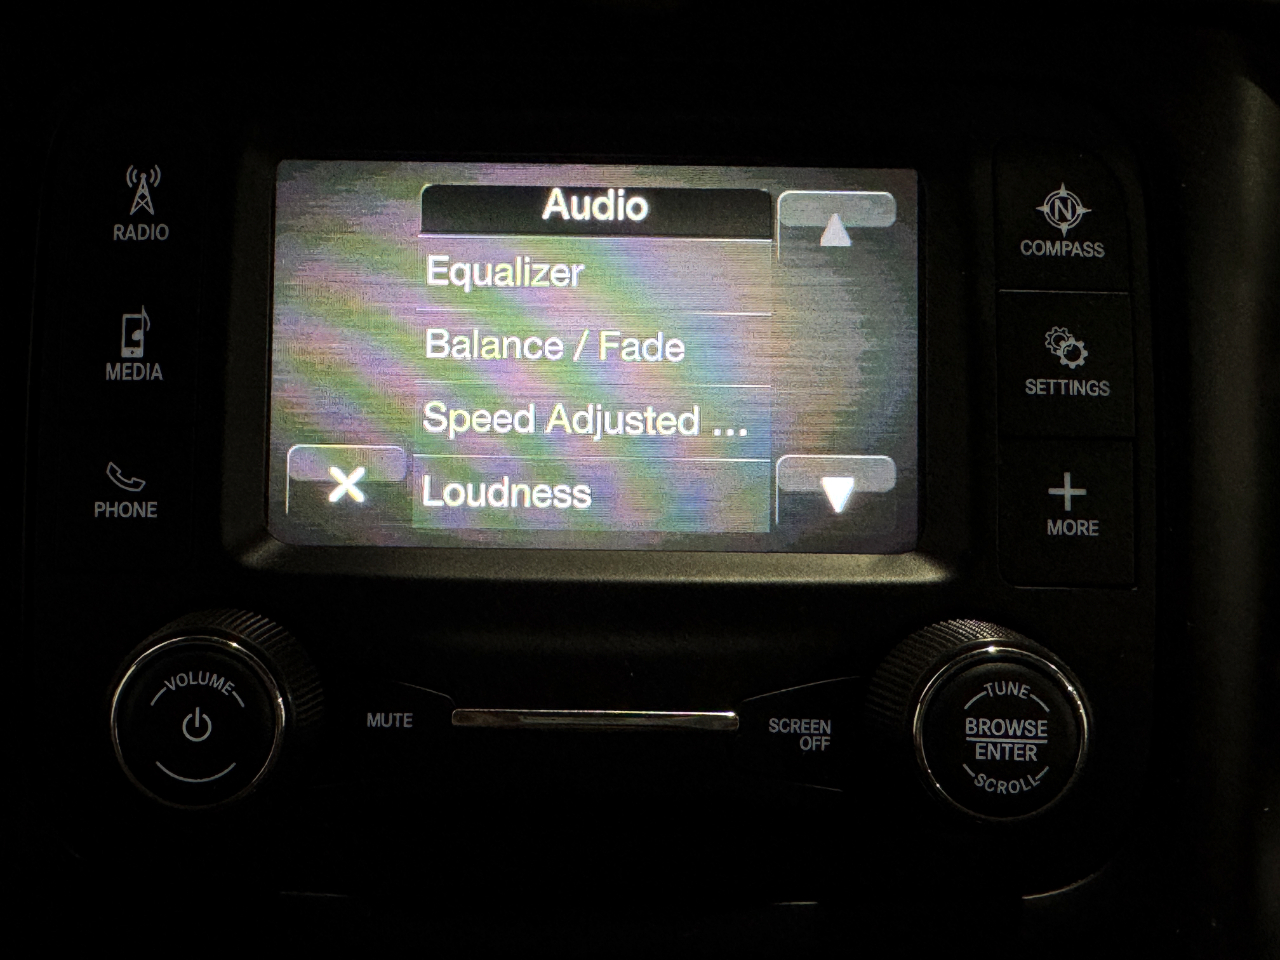 RADIO
MEDIA
PHONE
Audio
Equalizer
Balance / Fade
Speed Adjusted ...
Loudness
N
COMPASS
SETTINGS
MORE
VOLUME
MUTE
SCREEN
OFF
TUNE
BROWSE
ENTER
SCROLL